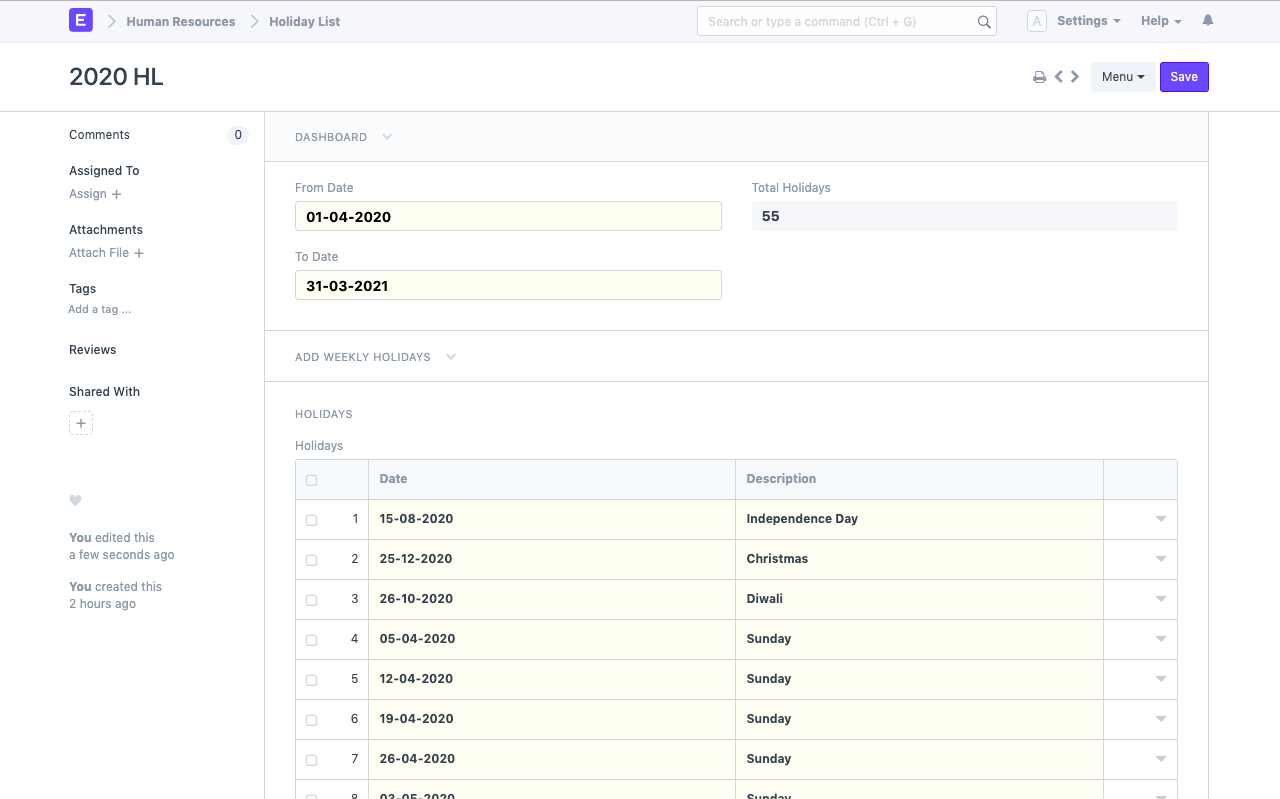 E Human Resources Holiday List Search or type a command (Ctrl + G) A Settings Help
2020 HL Menu Save
Comments 0
Assigned To
Assign +
Attachments
Attach File +
Tags
Add a tag ...
Reviews
Shared With
+
You edited this
a few seconds ago
You created this
2 hours ago
DASHBOARD
From Date Total Holidays
01-04-2020 55
To Date
31-03-2021
ADD WEEKLY HOLIDAYS
HOLIDAYS
Holidays
Date Description
1 15-08-2020 Independence Day
2 25-12-2020 Christmas
3 26-10-2020 Diwali
4 05-04-2020 Sunday
5 12-04-2020 Sunday
6 19-04-2020 Sunday
7 26-04-2020 Sunday
8 03-05-2020 Sunday